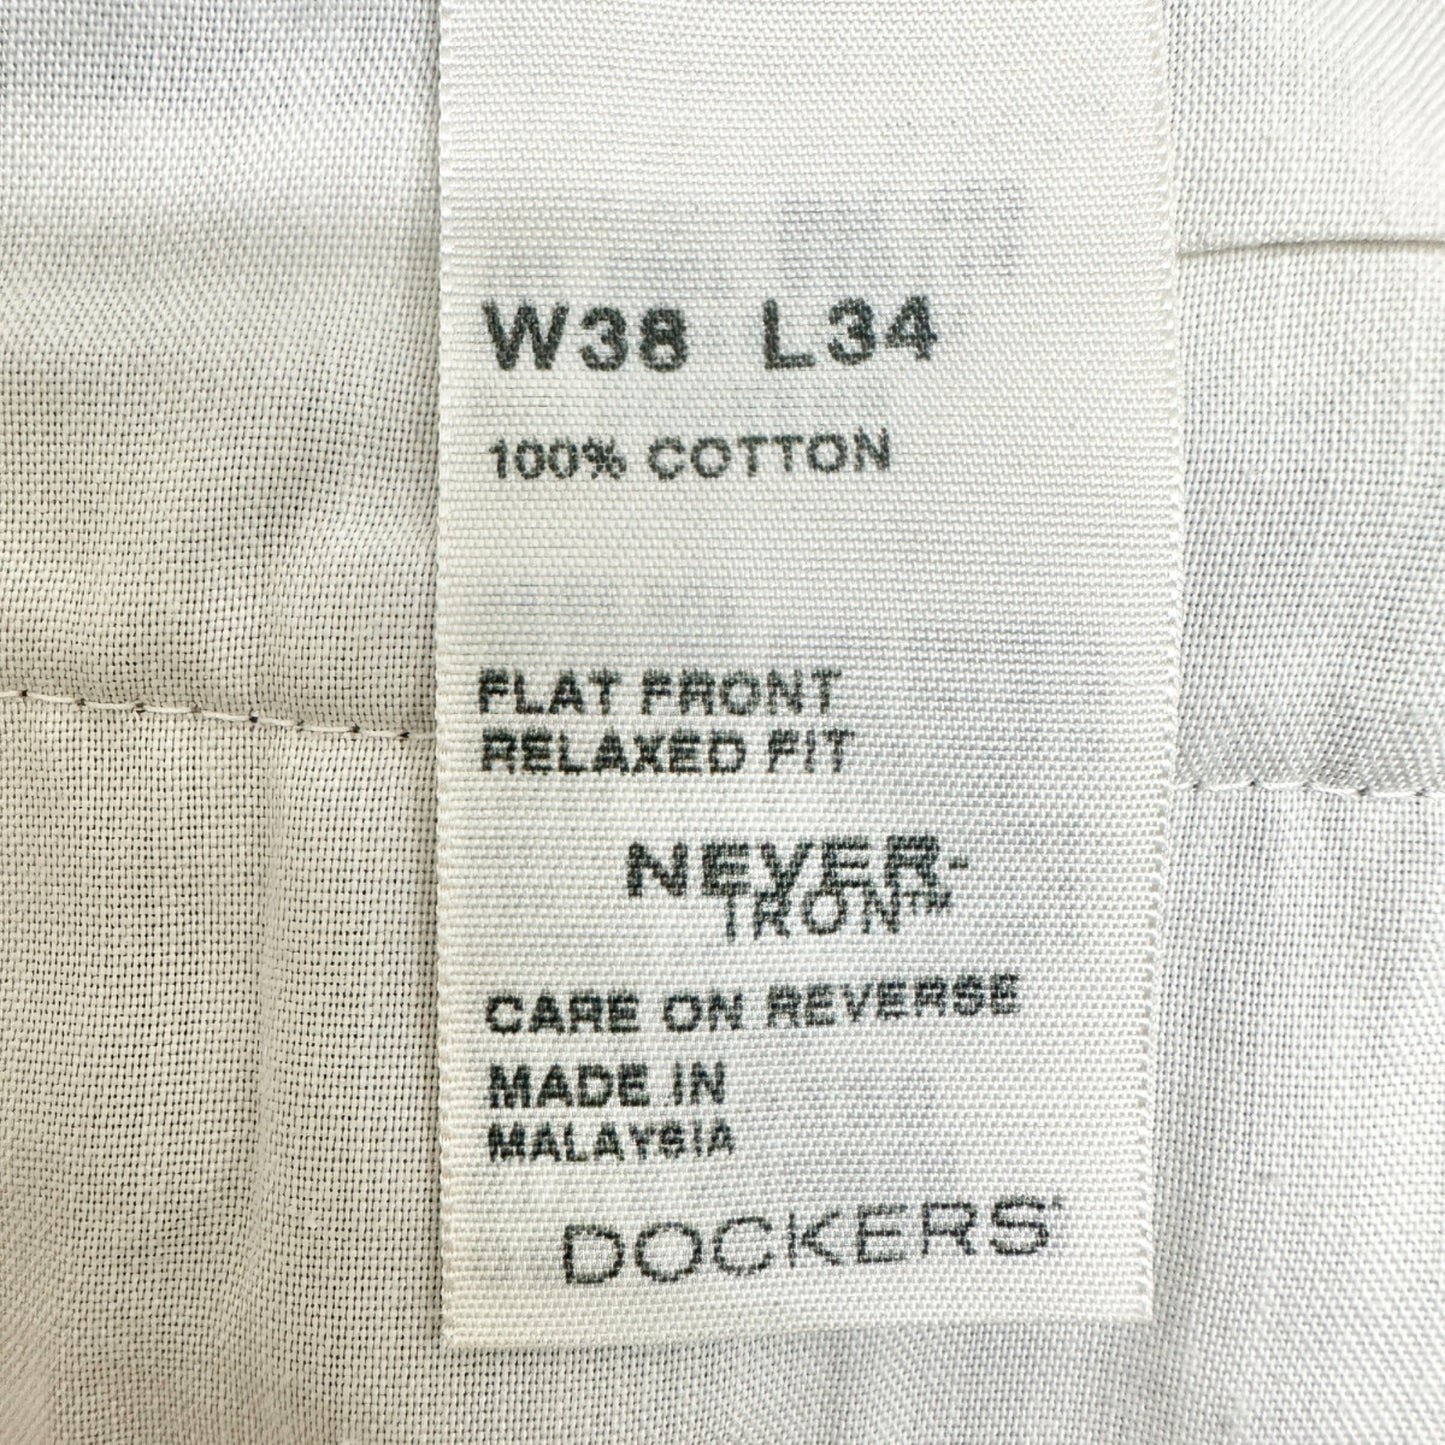 W38 L34
100% COTTON
FLAT FRONT
RELAXED FIT
NEVER-
IRON™
CARE ON REVERSE
MADE IN
MALAYSIA
DOCKERS